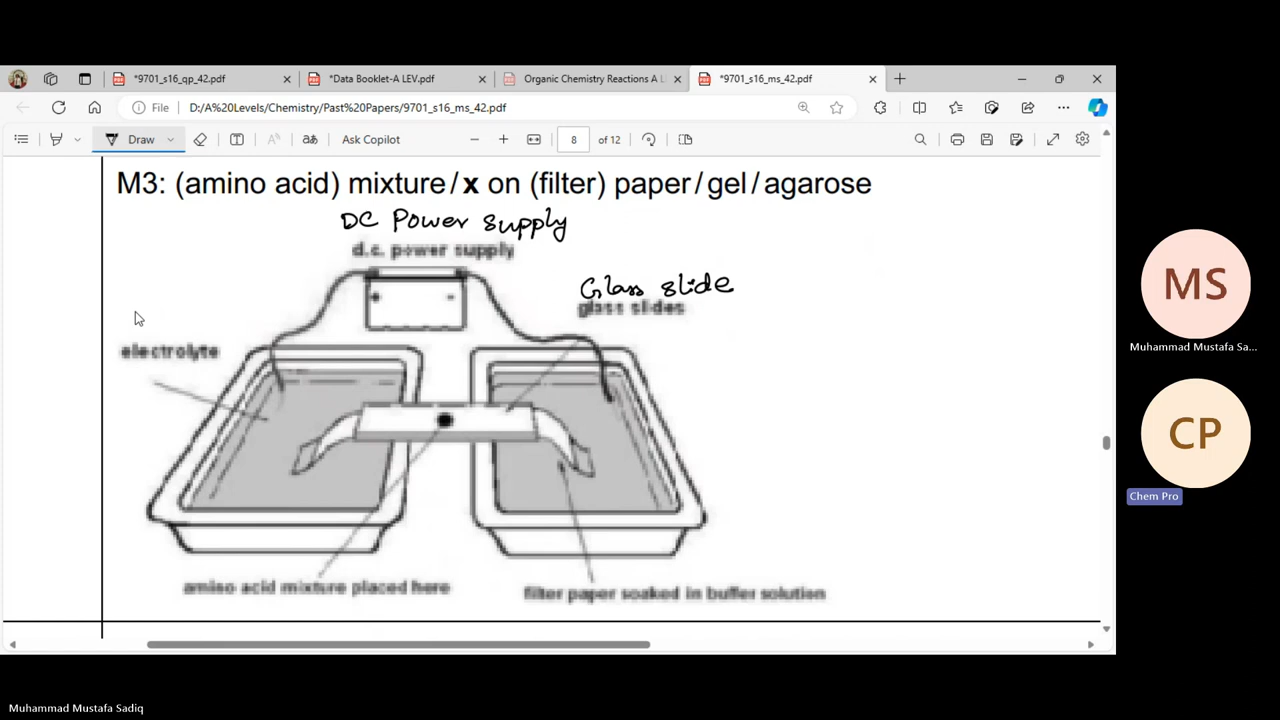 *9701_s16_qp_42.pdf
*Data Booklet-A LEV.pdf
Organic Chemistry Reactions A L
*9701_s16_ms_42.pdf
File
D:/A%20Levels/Chemistry/Past%20Papers/9701_s16_ms_42.pdf
Draw
aあ
Ask Copilot
8
of 12
M3: (amino acid) mixture/x on (filter) paper/gel/agarose
DC Power Supply
d.c. power supply
Glass slide
glass slides
electrolyte
amino acid mixture placed here
filter paper soaked in buffer solution
MS
Muhammad Mustafa Sa...
CP
Chem Pro
Muhammad Mustafa Sadiq